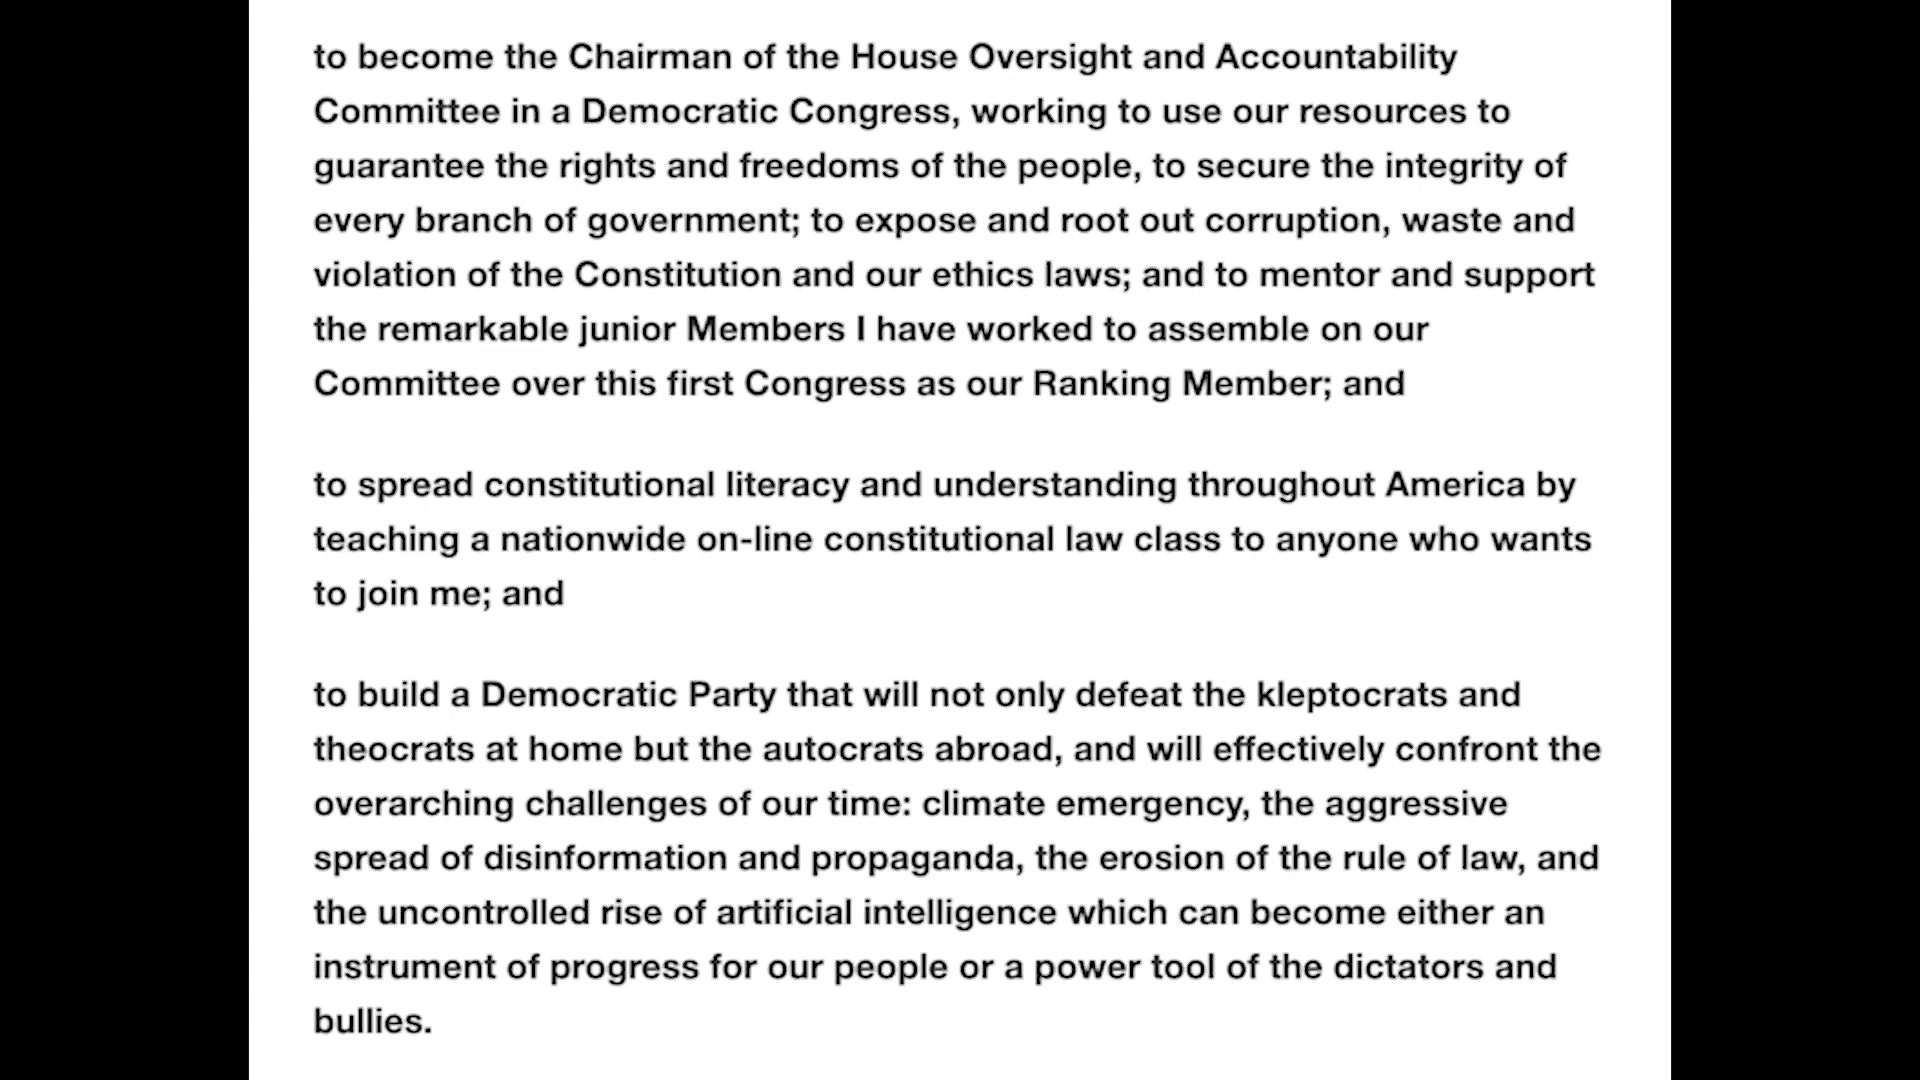 to become the Chairman of the House Oversight and Accountability
Committee in a Democratic Congress, working to use our resources to
guarantee the rights and freedoms of the people, to secure the integrity of
every branch of government; to expose and root out corruption, waste and
violation of the Constitution and our ethics laws; and to mentor and support
the remarkable junior Members I have worked to assemble on our
Committee over this first Congress as our Ranking Member; and
to spread constitutional literacy and understanding throughout America by
teaching a nationwide on-line constitutional law class to anyone who wants
to join me; and
to build a Democratic Party that will not only defeat the kleptocrats and
theocrats at home but the autocrats abroad, and will effectively confront the
overarching challenges of our time: climate emergency, the aggressive
spread of disinformation and propaganda, the erosion of the rule of law, and
the uncontrolled rise of artificial intelligence which can become either an
instrument of progress for our people or a power tool of the dictators and
bullies.